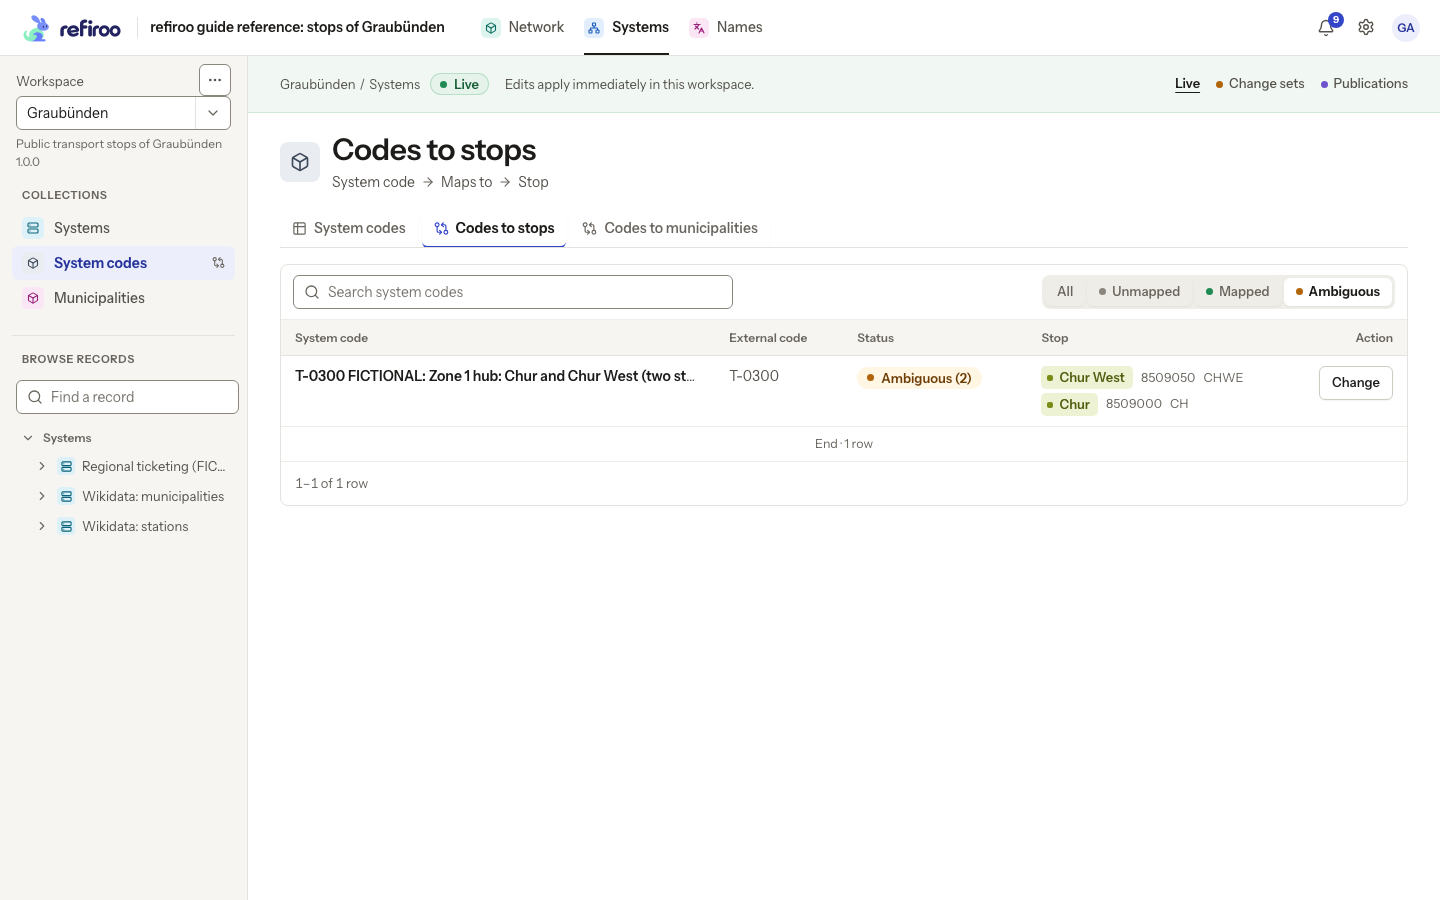 refiroo
refiroo guide reference: stops of Graubünden
Network
Systems
Names
9
GA
Workspace
Graubünden
Public transport stops of Graubünden
1.0.0
COLLECTIONS
Systems
System codes
Municipalities
BROWSE RECORDS
Find a record
Systems
Regional ticketing (FIC...
Wikidata: municipalities
Wikidata: stations
Graubünden / Systems
Live
Edits apply immediately in this workspace.
Live
Change sets
Publications
Codes to stops
System code → Maps to → Stop
System codes
Codes to stops
Codes to municipalities
Search system codes
All
Unmapped
Mapped
Ambiguous
System code
External code
Status
Stop
Action
T-0300 FICTIONAL: Zone 1 hub: Chur and Chur West (two st...
T-0300
Ambiguous (2)
Chur West 8509050 CHWE
Chur 8509000 CH
Change
End · 1 row
1–1 of 1 row